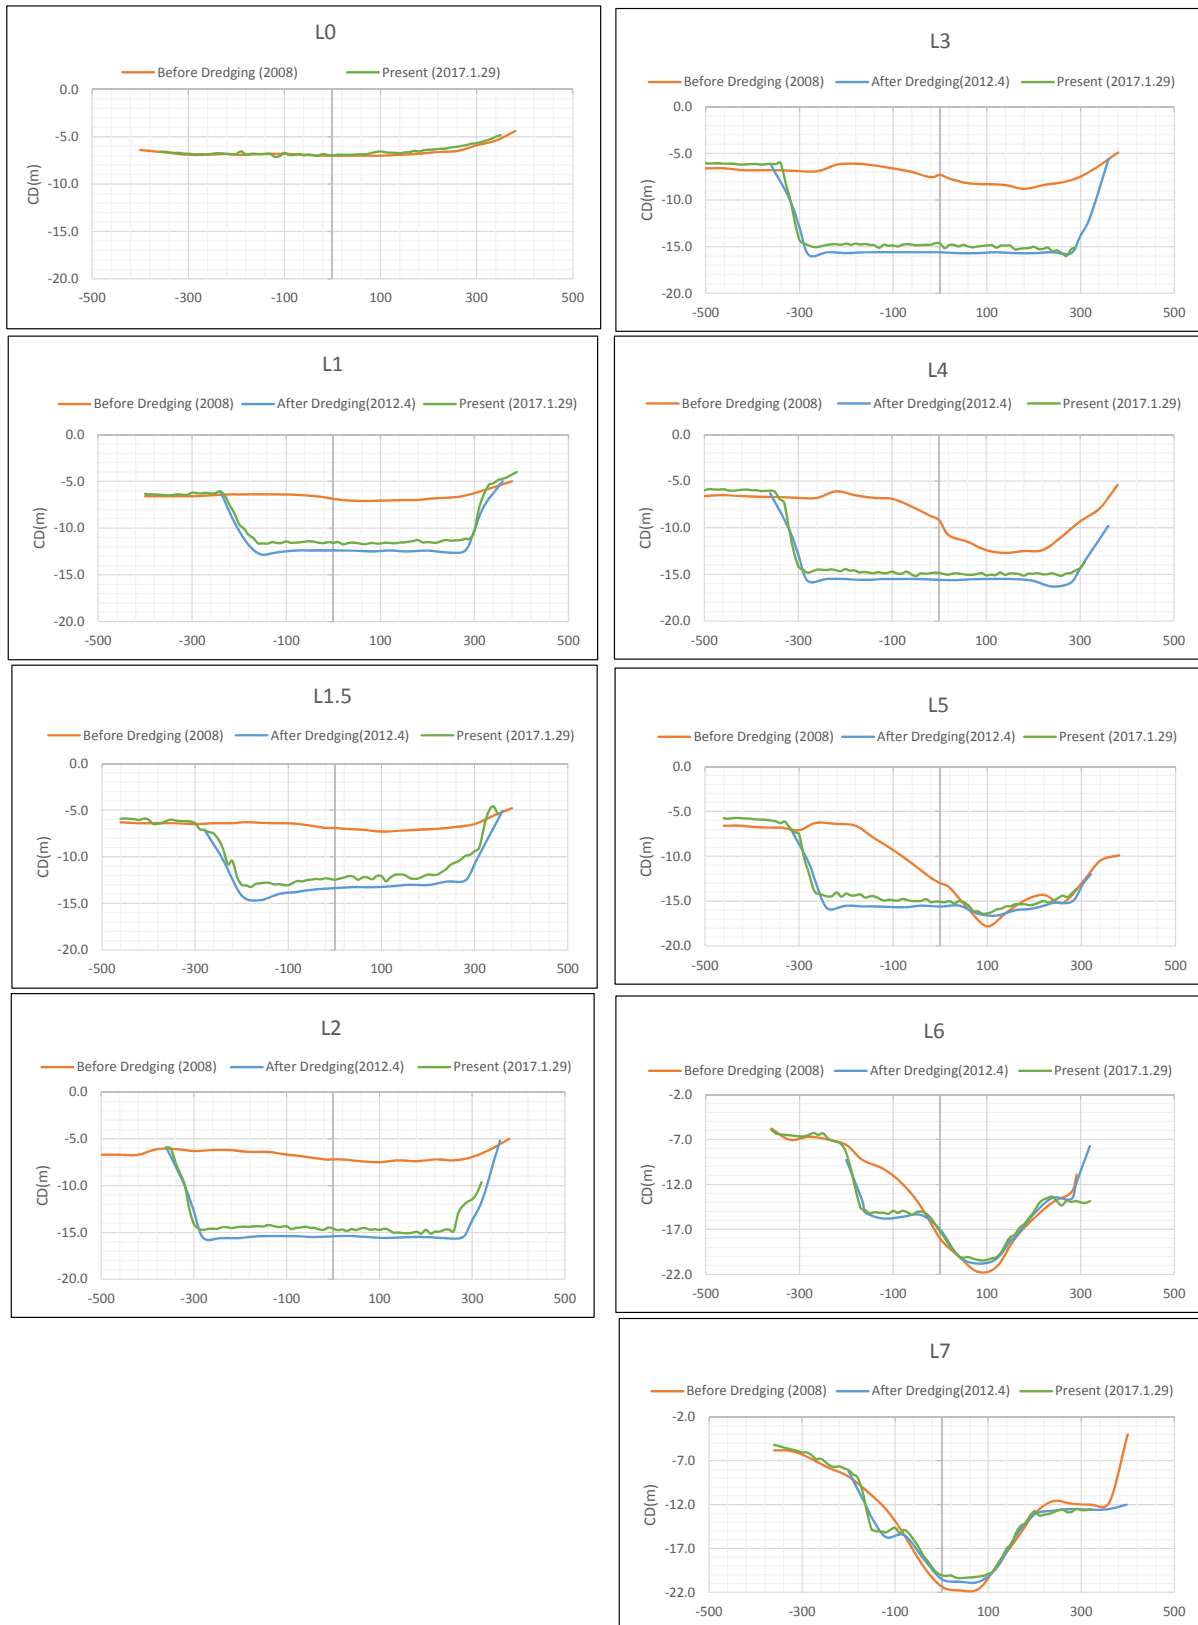 L0
Before Dredging (2008) Present (2017.1.29)
0.0
-5.0
-10.0
-15.0
-20.0
CD(m)
-500 -300 -100 100 300 500
L1
Before Dredging (2008) After Dredging(2012.4) Present (2017.1.29)
0.0
-5.0
-10.0
-15.0
-20.0
CD(m)
-500 -300 -100 100 300 500
L1.5
Before Dredging (2008) After Dredging(2012.4) Present (2017.1.29)
0.0
-5.0
-10.0
-15.0
-20.0
CD(m)
-500 -300 -100 100 300 500
L2
Before Dredging (2008) After Dredging(2012.4) Present (2017.1.29)
0.0
-5.0
-10.0
-15.0
-20.0
CD(m)
-500 -300 -100 100 300 500
L3
Before Dredging (2008) After Dredging(2012.4) Present (2017.1.29)
0.0
-5.0
-10.0
-15.0
-20.0
CD(m)
-500 -300 -100 100 300 500
L4
Before Dredging (2008) After Dredging(2012.4) Present (2017.1.29)
0.0
-5.0
-10.0
-15.0
-20.0
CD(m)
-500 -300 -100 100 300 500
L5
Before Dredging (2008) After Dredging(2012.4) Present (2017.1.29)
0.0
-5.0
-10.0
-15.0
-20.0
CD(m)
-500 -300 -100 100 300 500
L6
Before Dredging (2008) After Dredging(2012.4) Present (2017.1.29)
-2.0
-7.0
-12.0
-17.0
-22.0
CD(m)
-500 -300 -100 100 300 500
L7
Before Dredging (2008) After Dredging(2012.4) Present (2017.1.29)
-2.0
-7.0
-12.0
-17.0
-22.0
CD(m)
-500 -300 -100 100 300 500